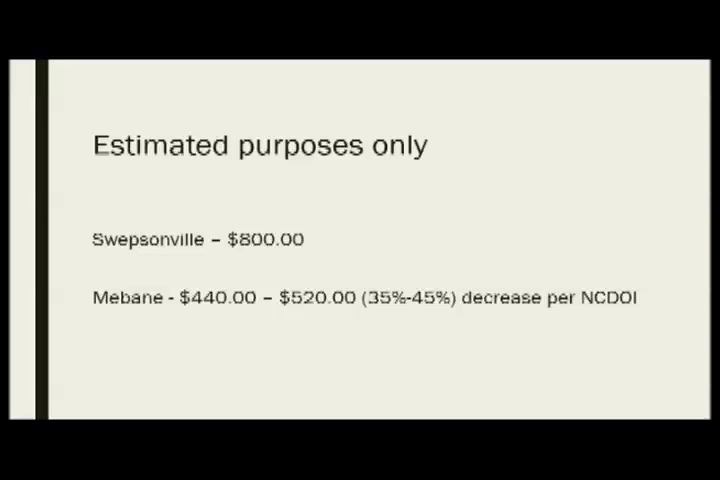 Estimated purposes only
Swepsonville – $800.00
Mebane - $440.00 – $520.00 (35%-45%) decrease per NCDOI